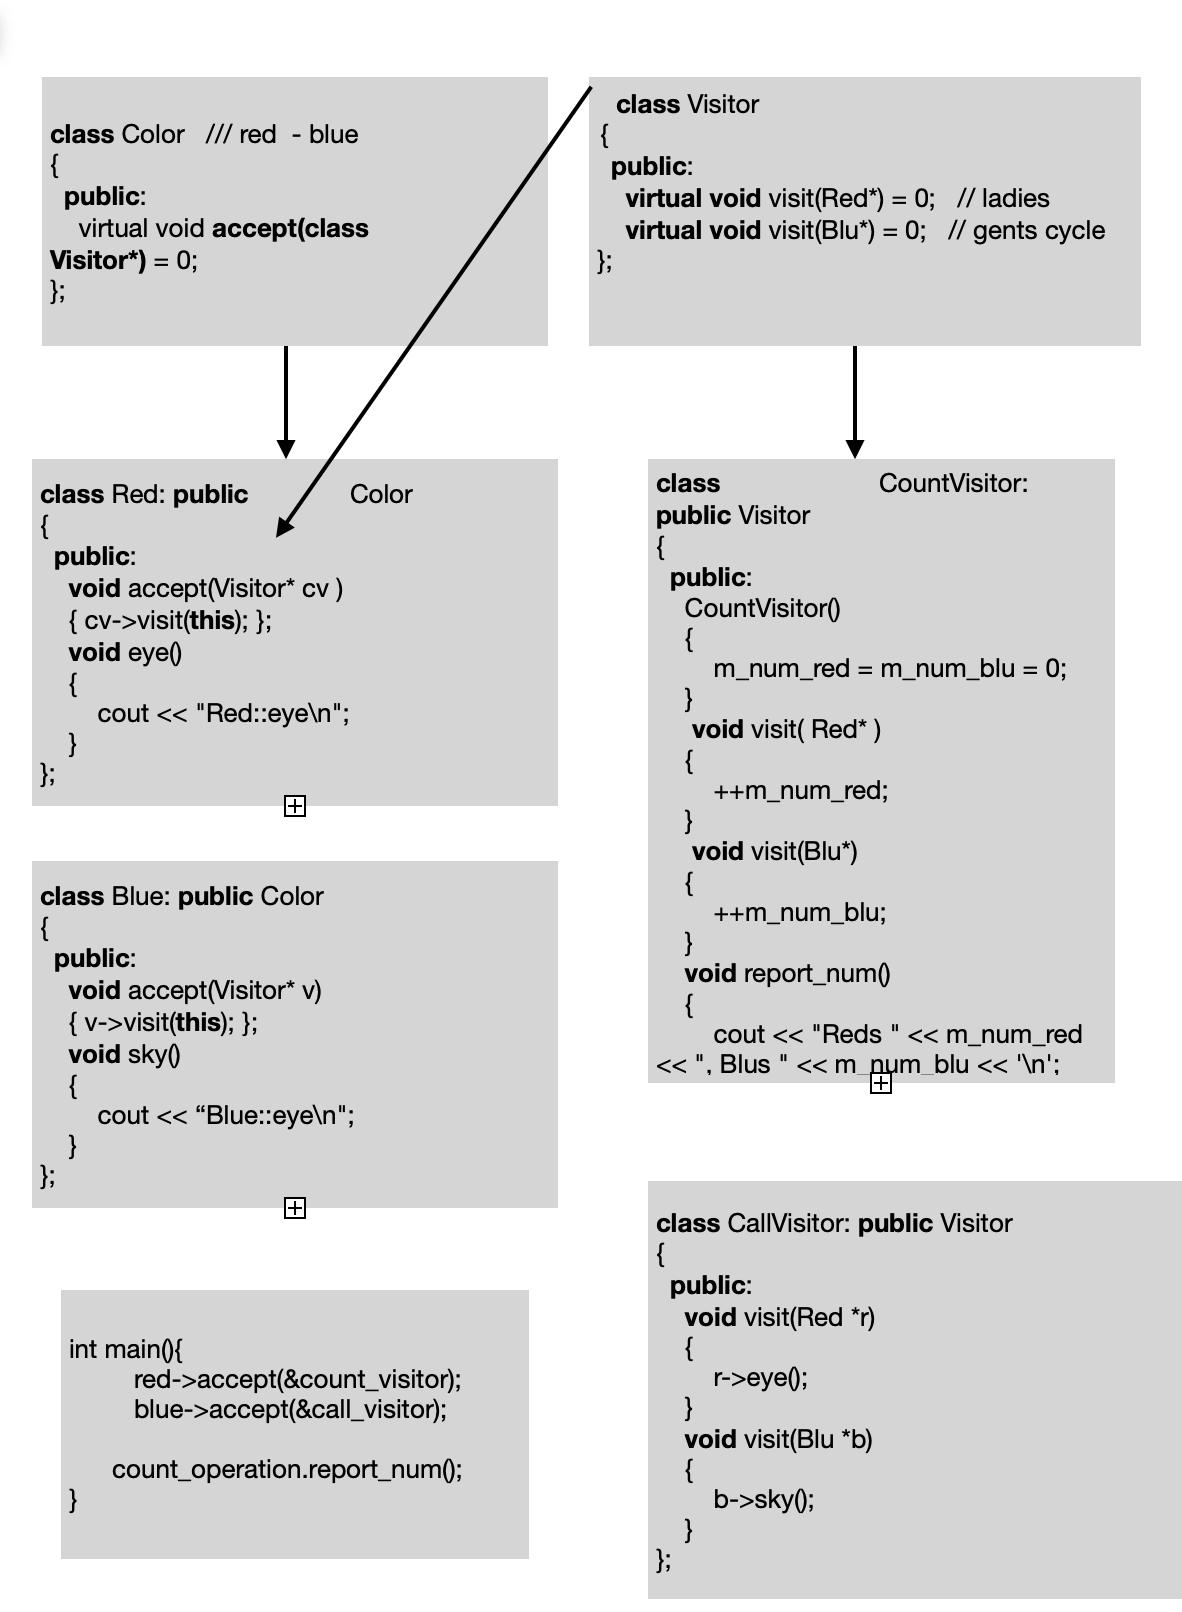 class Color   /// red  - blue
{
  public:
    virtual void accept(class
Visitor*) = 0;
};
class Visitor
{
  public:
    virtual void visit(Red*) = 0;   // ladies
    virtual void visit(Blu*) = 0;   // gents cycle
};
class Red: public Color
{
  public:
    void accept(Visitor* cv )
    { cv->visit(this); };
    void eye()
    {
        cout << "Red::eye\n";
    }
};
class CountVisitor:
public Visitor
{
  public:
    CountVisitor()
    {
        m_num_red = m_num_blu = 0;
    }
     void visit( Red* )
    {
        ++m_num_red;
    }
     void visit(Blu*)
    {
        ++m_num_blu;
    }
    void report_num()
    {
        cout << "Reds " << m_num_red
<< ", Blus " << m_num_blu << '\n';
class Blue: public Color
{
  public:
    void accept(Visitor* v)
    { v->visit(this); };
    void sky()
    {
        cout << “Blue::eye\n";
    }
};
int main(){
         red->accept(&count_visitor);
         blue->accept(&call_visitor);
      count_operation.report_num();
}
class CallVisitor: public Visitor
{
  public:
    void visit(Red *r)
    {
        r->eye();
    }
    void visit(Blu *b)
    {
        b->sky();
    }
};